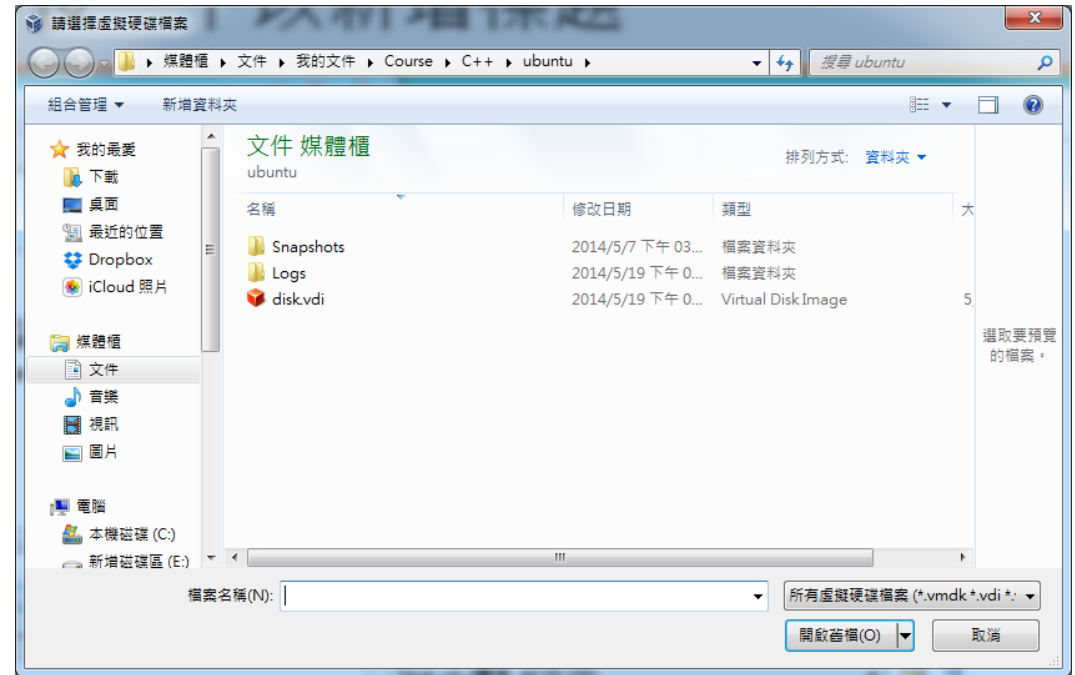 請選擇虛擬硬碟檔案
媒體櫃 文件 我的文件 Course C++ ubuntu
搜尋 ubuntu
組合管理 新增資料夾
我的最愛
下載
桌面
最近的位置
Dropbox
iCloud 照片
媒體櫃
文件
音樂
視訊
圖片
電腦
本機磁碟 (C:)
新增磁碟區 (E:)
文件 媒體櫃
ubuntu
排列方式: 資料夾
名稱 修改日期 類型 大
Snapshots 2014/5/7 下午 03... 檔案資料夾
Logs 2014/5/19 下午 0... 檔案資料夾
disk.vdi 2014/5/19 下午 0... Virtual Disk Image 5
選取要預覽
的檔案。
檔案名稱(N): 所有虛擬硬碟檔案 (*.vmdk *.vdi *.
開啟舊檔(O) 取消